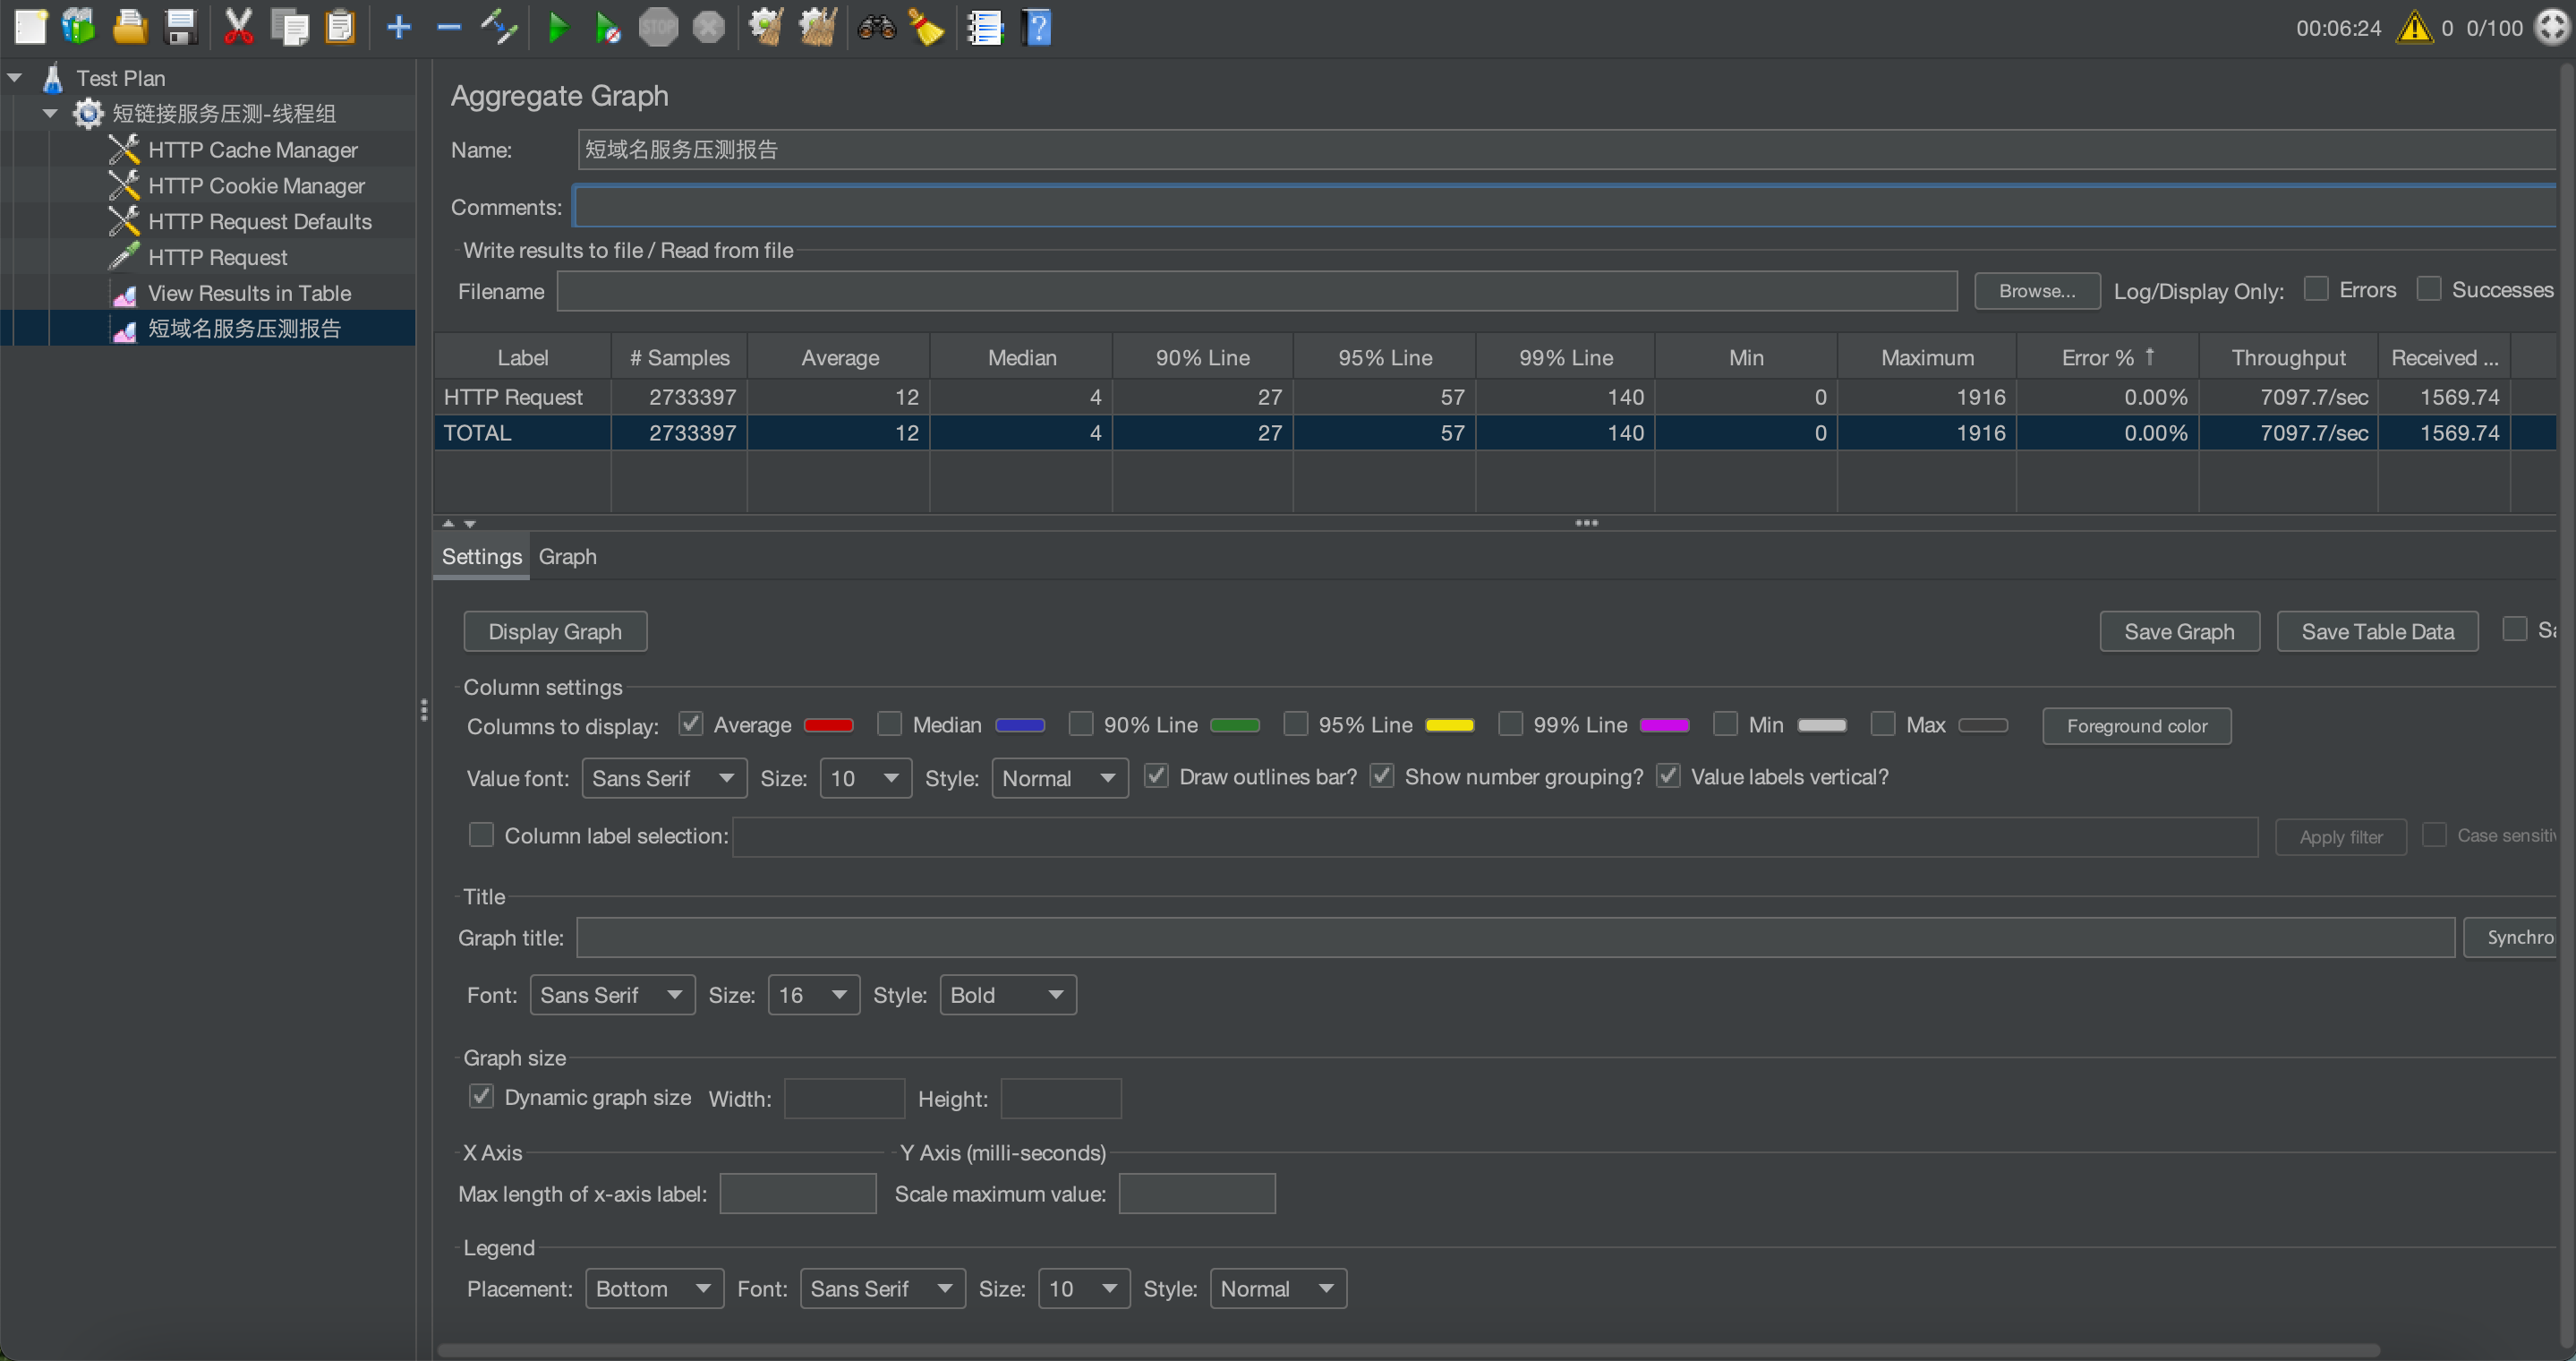 STOP
00:06:24 0 0/100
Test Plan
短链接服务压测-线程组
HTTP Cache Manager
HTTP Cookie Manager
HTTP Request Defaults
HTTP Request
View Results in Table
短域名服务压测报告
Aggregate Graph
Name: 短域名服务压测报告
Comments:
Write results to file / Read from file
Filename Browse... Log/Display Only: Errors Successes
Label # Samples Average Median 90% Line 95% Line 99% Line Min Maximum Error % ↑ Throughput Received ...
HTTP Request 2733397 12 4 27 57 140 0 1916 0.00% 7097.7/sec 1569.74
TOTAL 2733397 12 4 27 57 140 0 1916 0.00% 7097.7/sec 1569.74
Settings Graph
Display Graph Save Graph Save Table Data Sa
Column settings
Columns to display: Average Median 90% Line 95% Line 99% Line Min Max Foreground color
Value font: Sans Serif Size: 10 Style: Normal Draw outlines bar? Show number grouping? Value labels vertical?
Column label selection: Apply filter Case sensitiv
Title
Graph title: Synchro
Font: Sans Serif Size: 16 Style: Bold
Graph size
Dynamic graph size Width: Height:
X Axis Y Axis (milli-seconds)
Max length of x-axis label: Scale maximum value:
Legend
Placement: Bottom Font: Sans Serif Size: 10 Style: Normal